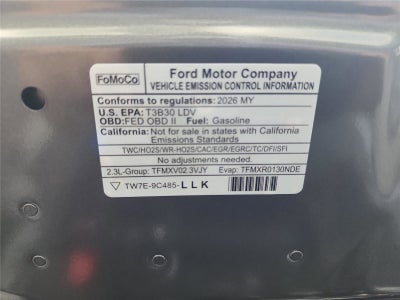 FoMoCo
Ford Motor Company
VEHICLE EMISSION CONTROL INFORMATION
Conforms to regulations: 2026 MY
U.S. EPA: T3B30 LDV
OBD:FED OBD II Fuel: Gasoline
California: Not for sale in states with California
Emissions Standards
TWC/HO2S/WR-HO2S/CAC/EGR/EGRC/TC/DFI/SFI
No adjustments needed.
2.3L-Group: TFMXV02.3VJY Evap: TFMXR0130NDE
TW7E-9C485- LLK